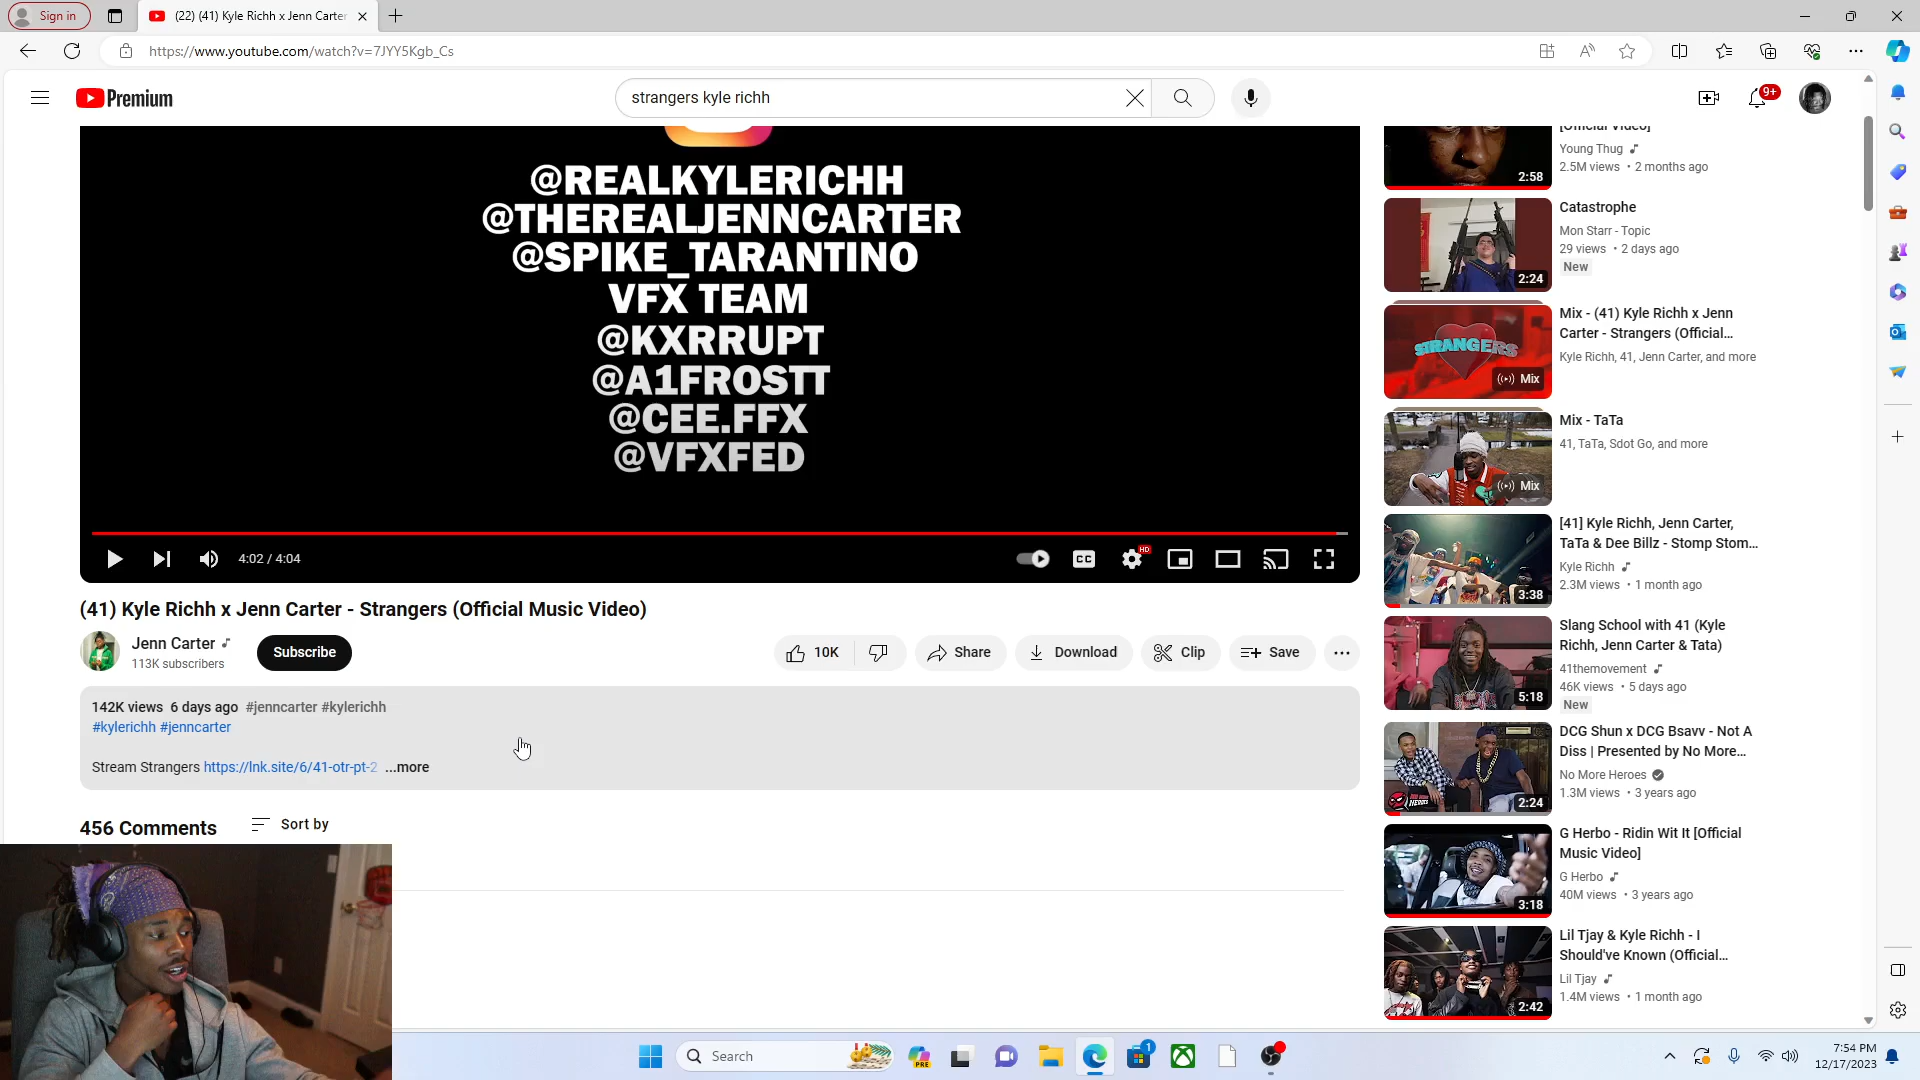 Sign in
(22) (41) Kyle Richh x Jenn Carter
https://www.youtube.com/watch?v=7JYY5Kgb_Cs
Premium
strangers kyle richh
9+
@REALKYLERICHH
@THEREALJENNCARTER
@SPIKE_TARANTINO
VFX TEAM
@KXRRUPT
@A1FROSTT
@CEE.FFX
@VFXFED
4:02 / 4:04
CC
HD
(41) Kyle Richh x Jenn Carter - Strangers (Official Music Video)
Jenn Carter
113K subscribers
Subscribe
10K
Share
Download
Clip
Save
142K views 6 days ago #jenncarter #kylerichh
#kylerichh #jenncarter
Stream Strangers https://lnk.site/6/41-otr-pt-2 ...more
456 Comments
Sort by
[Official Video]
Young Thug
2.5M views • 2 months ago
2:58
Catastrophe
Mon Starr - Topic
29 views • 2 days ago
New
2:24
Mix - (41) Kyle Richh x Jenn
Carter - Strangers (Official...
Kyle Richh, 41, Jenn Carter, and more
STRANGERS
Mix
Mix - TaTa
41, TaTa, Sdot Go, and more
Mix
[41] Kyle Richh, Jenn Carter,
TaTa & Dee Billz - Stomp Stom...
Kyle Richh
2.3M views • 1 month ago
3:38
Slang School with 41 (Kyle
Richh, Jenn Carter & Tata)
41themovement
46K views • 5 days ago
New
5:18
DCG Shun x DCG Bsavv - Not A
Diss | Presented by No More...
No More Heroes
1.3M views • 3 years ago
2:24
G Herbo - Ridin Wit It [Official
Music Video]
G Herbo
40M views • 3 years ago
3:18
Lil Tjay & Kyle Richh - I
Should've Known (Official...
Lil Tjay
1.4M views • 1 month ago
2:42
Search
PRE
1
7:54 PM
12/17/2023